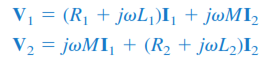 V₁ = (R₁ + jωL₁)I₁ + jωMI₂
V₂ = jωMI₁ + (R₂ + jωL₂)I₂